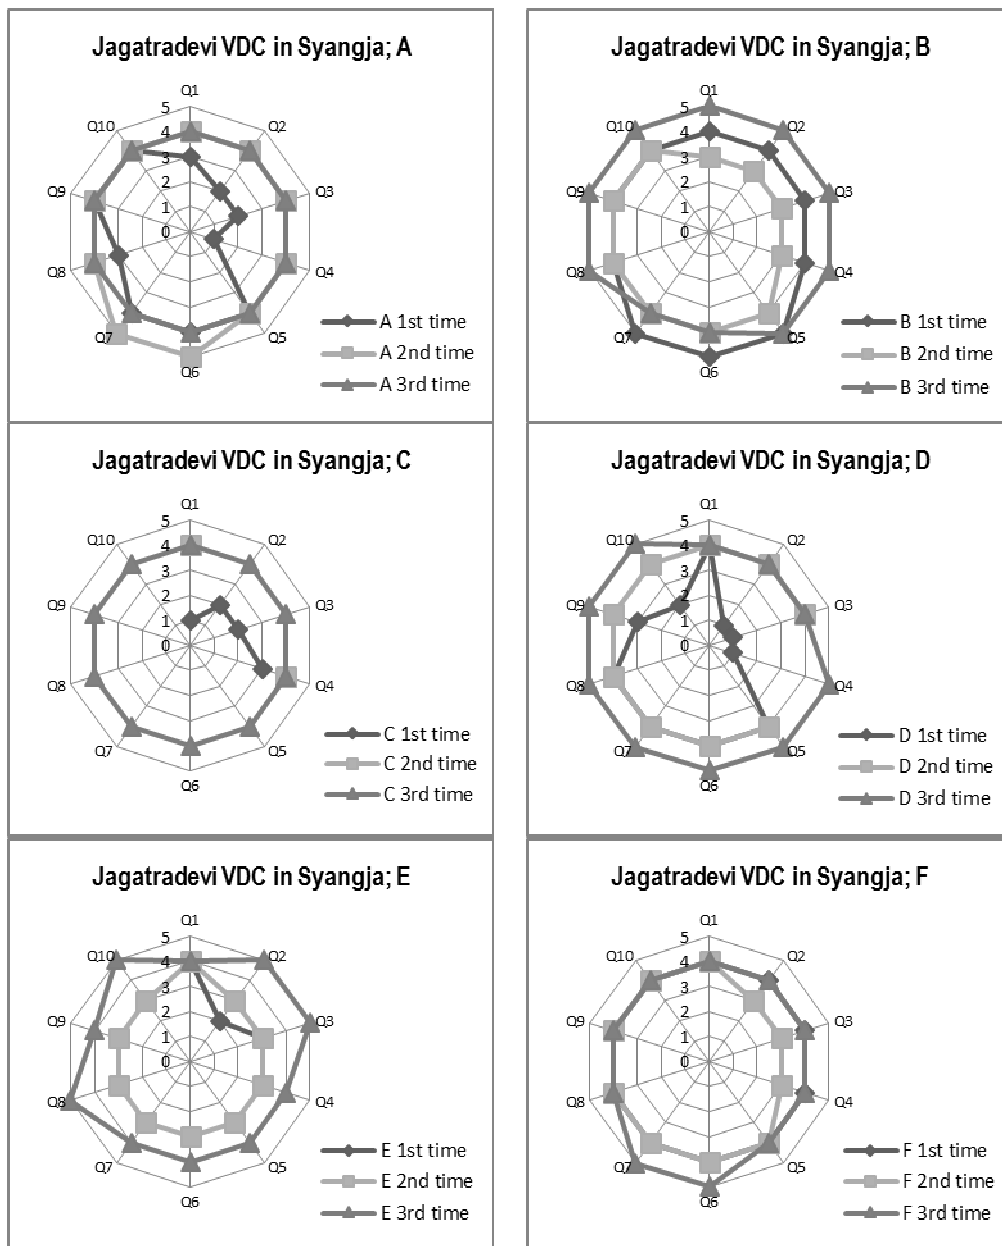 Jagatradevi VDC in Syangja; A
Q1
Q2
Q3
Q4
Q5
Q6
Q7
Q8
Q9
Q10
5
4
3
2
1
0
A 1st time
A 2nd time
A 3rd time
Jagatradevi VDC in Syangja; B
Q1
Q2
Q3
Q4
Q5
Q6
Q7
Q8
Q9
Q10
5
4
3
2
1
0
B 1st time
B 2nd time
B 3rd time
Jagatradevi VDC in Syangja; C
Q1
Q2
Q3
Q4
Q5
Q6
Q7
Q8
Q9
Q10
5
4
3
2
1
0
C 1st time
C 2nd time
C 3rd time
Jagatradevi VDC in Syangja; D
Q1
Q2
Q3
Q4
Q5
Q6
Q7
Q8
Q9
Q10
5
4
3
2
1
0
D 1st time
D 2nd time
D 3rd time
Jagatradevi VDC in Syangja; E
Q1
Q2
Q3
Q4
Q5
Q6
Q7
Q8
Q9
Q10
5
4
3
2
1
0
E 1st time
E 2nd time
E 3rd time
Jagatradevi VDC in Syangja; F
Q1
Q2
Q3
Q4
Q5
Q6
Q7
Q8
Q9
Q10
5
4
3
2
1
0
F 1st time
F 2nd time
F 3rd time